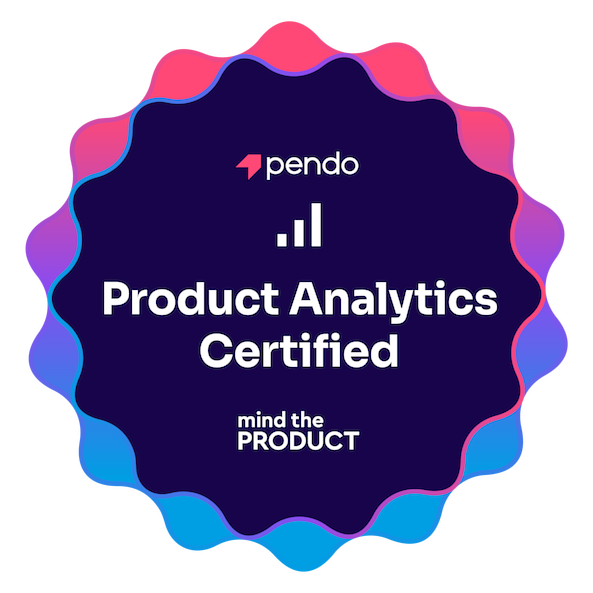 pendo
Product Analytics
Certified
mind the
PRODUCT